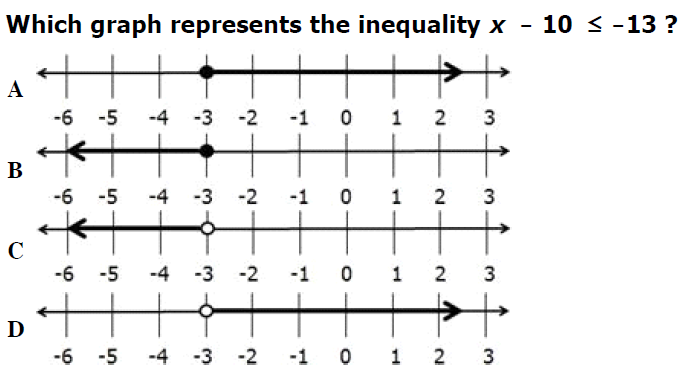 Which graph represents the inequality x - 10 ≤ -13 ?
A
-6 -5 -4 -3 -2 -1 0 1 2 3
B
-6 -5 -4 -3 -2 -1 0 1 2 3
C
-6 -5 -4 -3 -2 -1 0 1 2 3
D
-6 -5 -4 -3 -2 -1 0 1 2 3